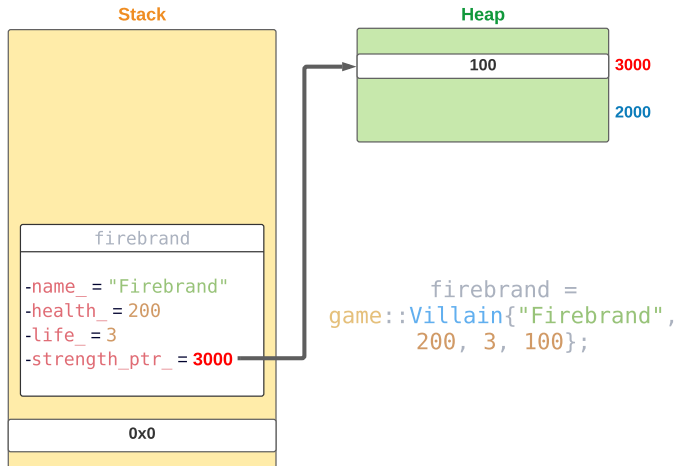 Stack
Heap
100
3000
2000
firebrand
-name_ = "Firebrand"
-health_ = 200
-life_ = 3
-strength_ptr_ = 3000
0x0
firebrand =
game::Villain{"Firebrand",
200, 3, 100};